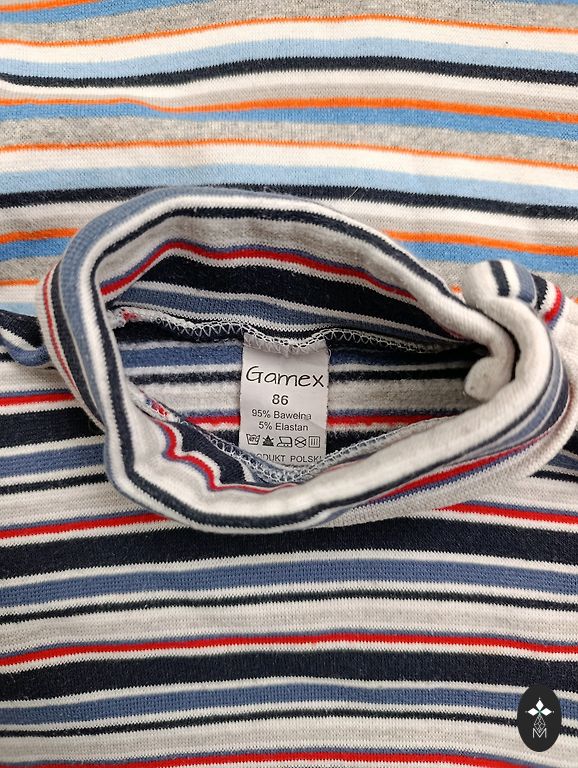 Gamex
86
95% Bawełna
5% Elastan
PRODUKT POLSKI
M